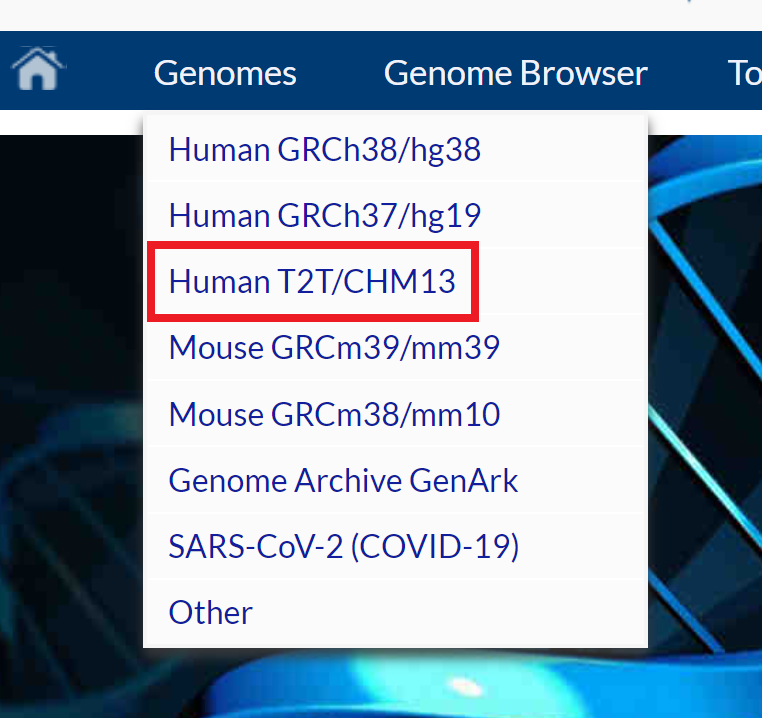 Genomes Genome Browser
Human GRCh38/hg38
Human GRCh37/hg19
Human T2T/CHM13
Mouse GRCm39/mm39
Mouse GRCm38/mm10
Genome Archive GenArk
SARS-CoV-2 (COVID-19)
Other